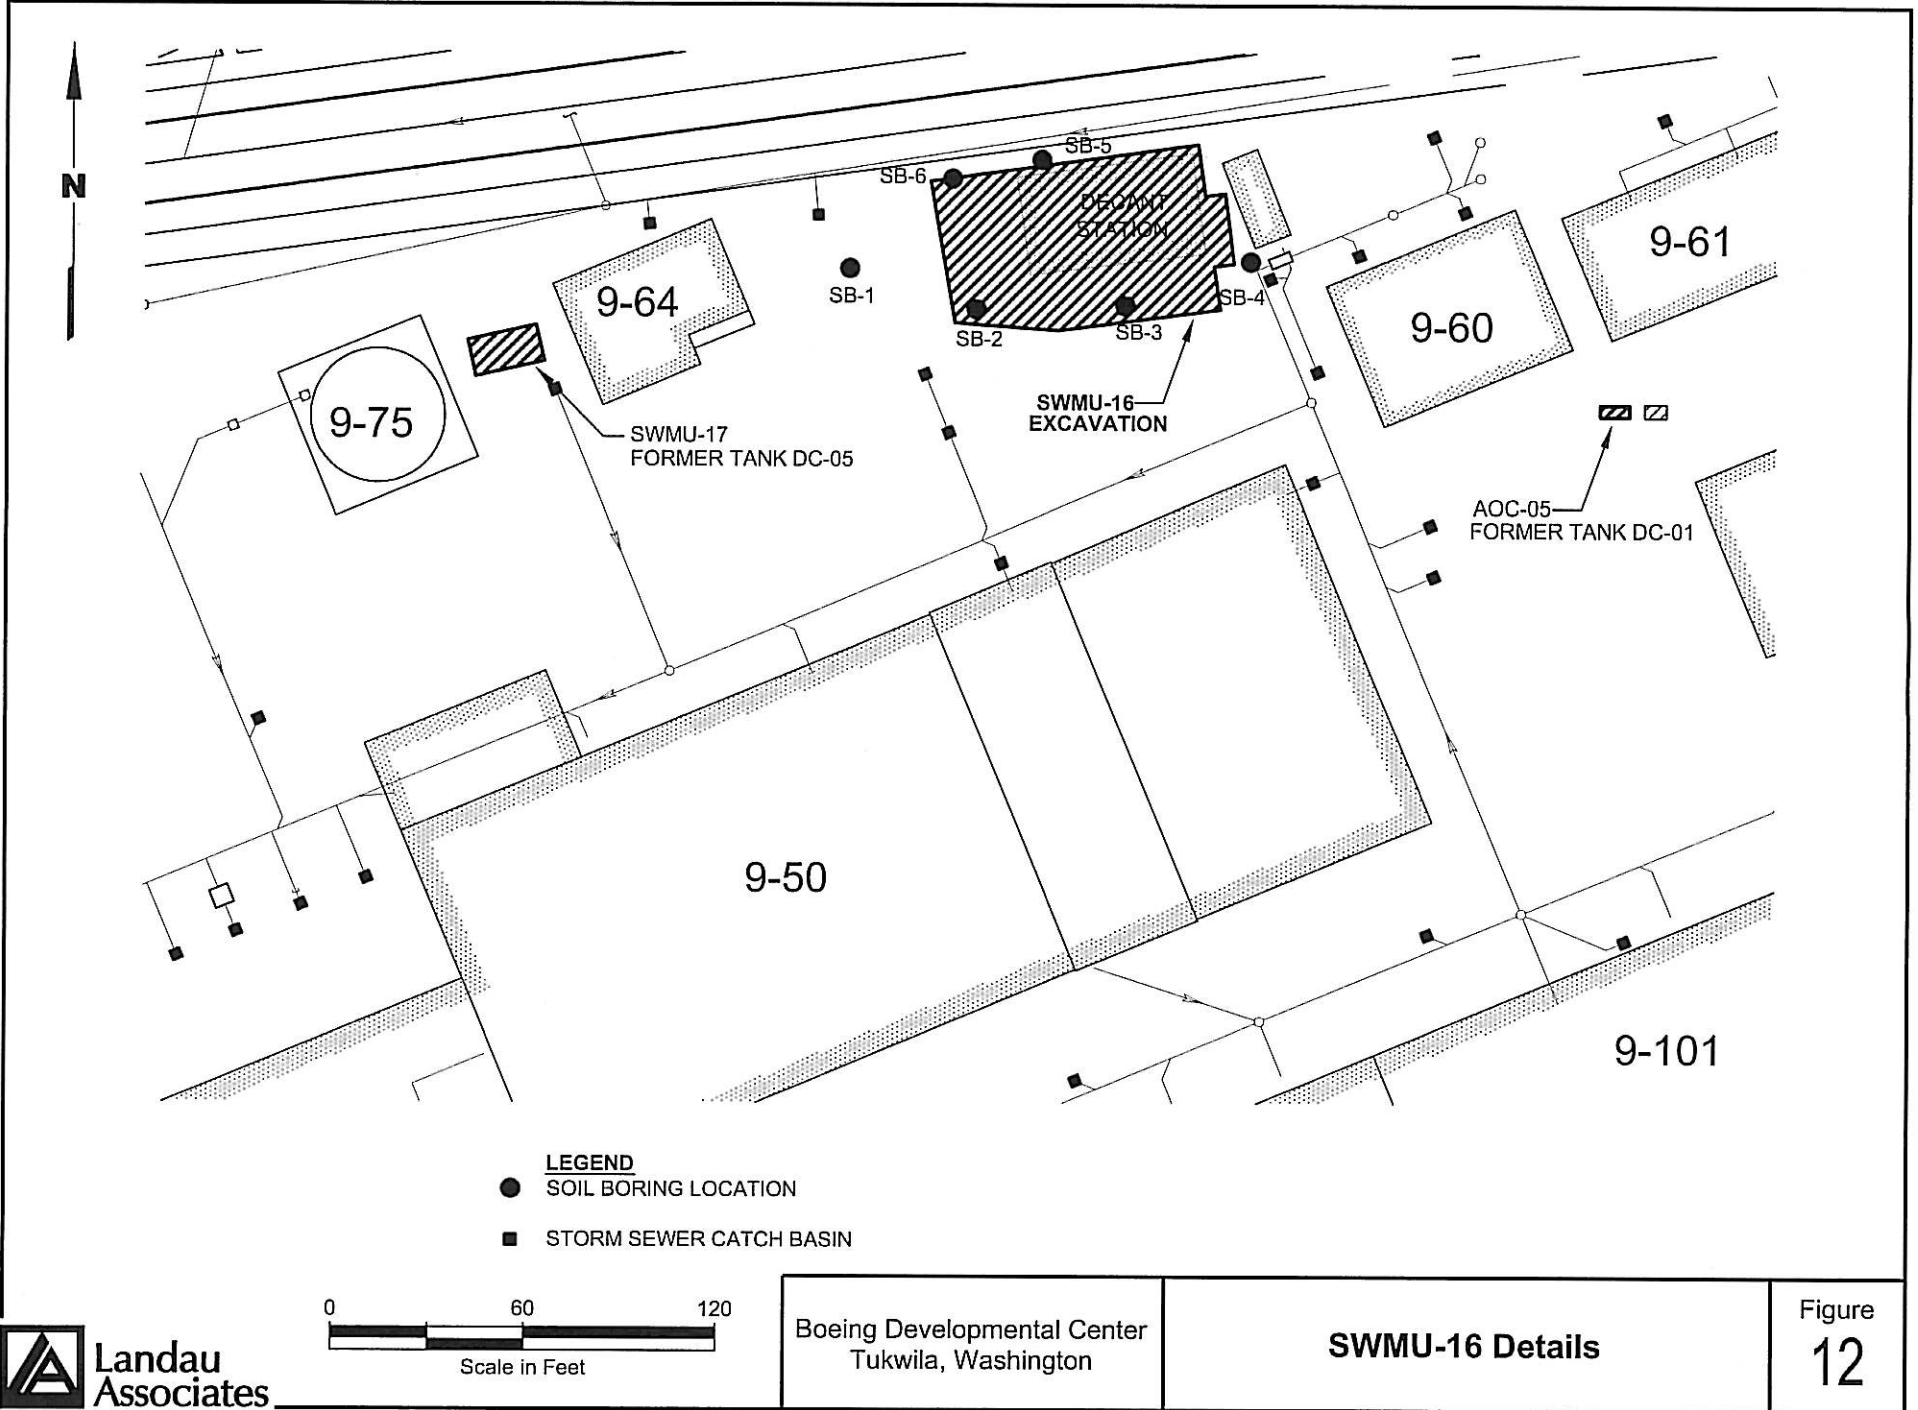 N
SB-5
SB-6
DECANT
STATION
9-61
SB-1
9-64
SB-4
SB-2
SB-3
9-60
SWMU-16
EXCAVATION
9-75
SWMU-17
FORMER TANK DC-05
AOC-05
FORMER TANK DC-01
9-50
9-101
LEGEND
SOIL BORING LOCATION
STORM SEWER CATCH BASIN
0 60 120
Scale in Feet
Landau
Associates
Boeing Developmental Center
Tukwila, Washington
SWMU-16 Details
Figure
12